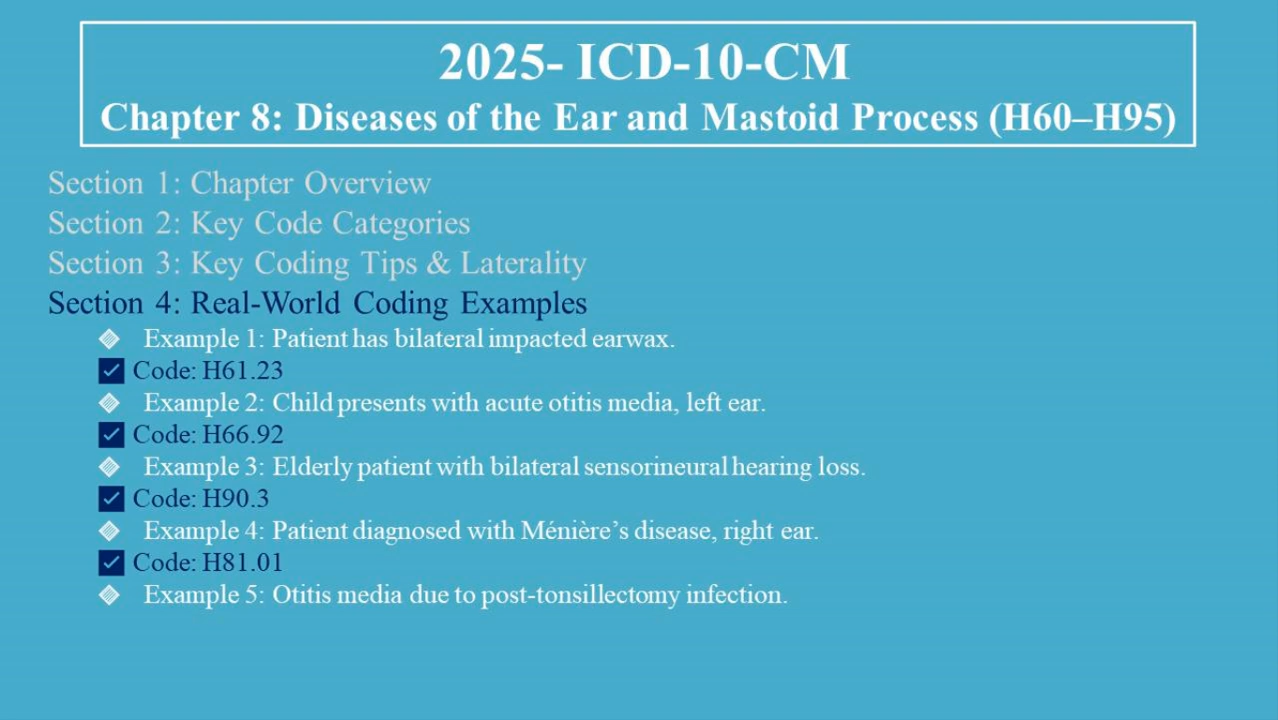 2025- ICD-10-CM
Chapter 8: Diseases of the Ear and Mastoid Process (H60–H95)
Section 1: Chapter Overview
Section 2: Key Code Categories
Section 3: Key Coding Tips & Laterality
Section 4: Real-World Coding Examples
Example 1: Patient has bilateral impacted earwax.
Code: H61.23
Example 2: Child presents with acute otitis media, left ear.
Code: H66.92
Example 3: Elderly patient with bilateral sensorineural hearing loss.
Code: H90.3
Example 4: Patient diagnosed with Ménière’s disease, right ear.
Code: H81.01
Example 5: Otitis media due to post-tonsillectomy infection.